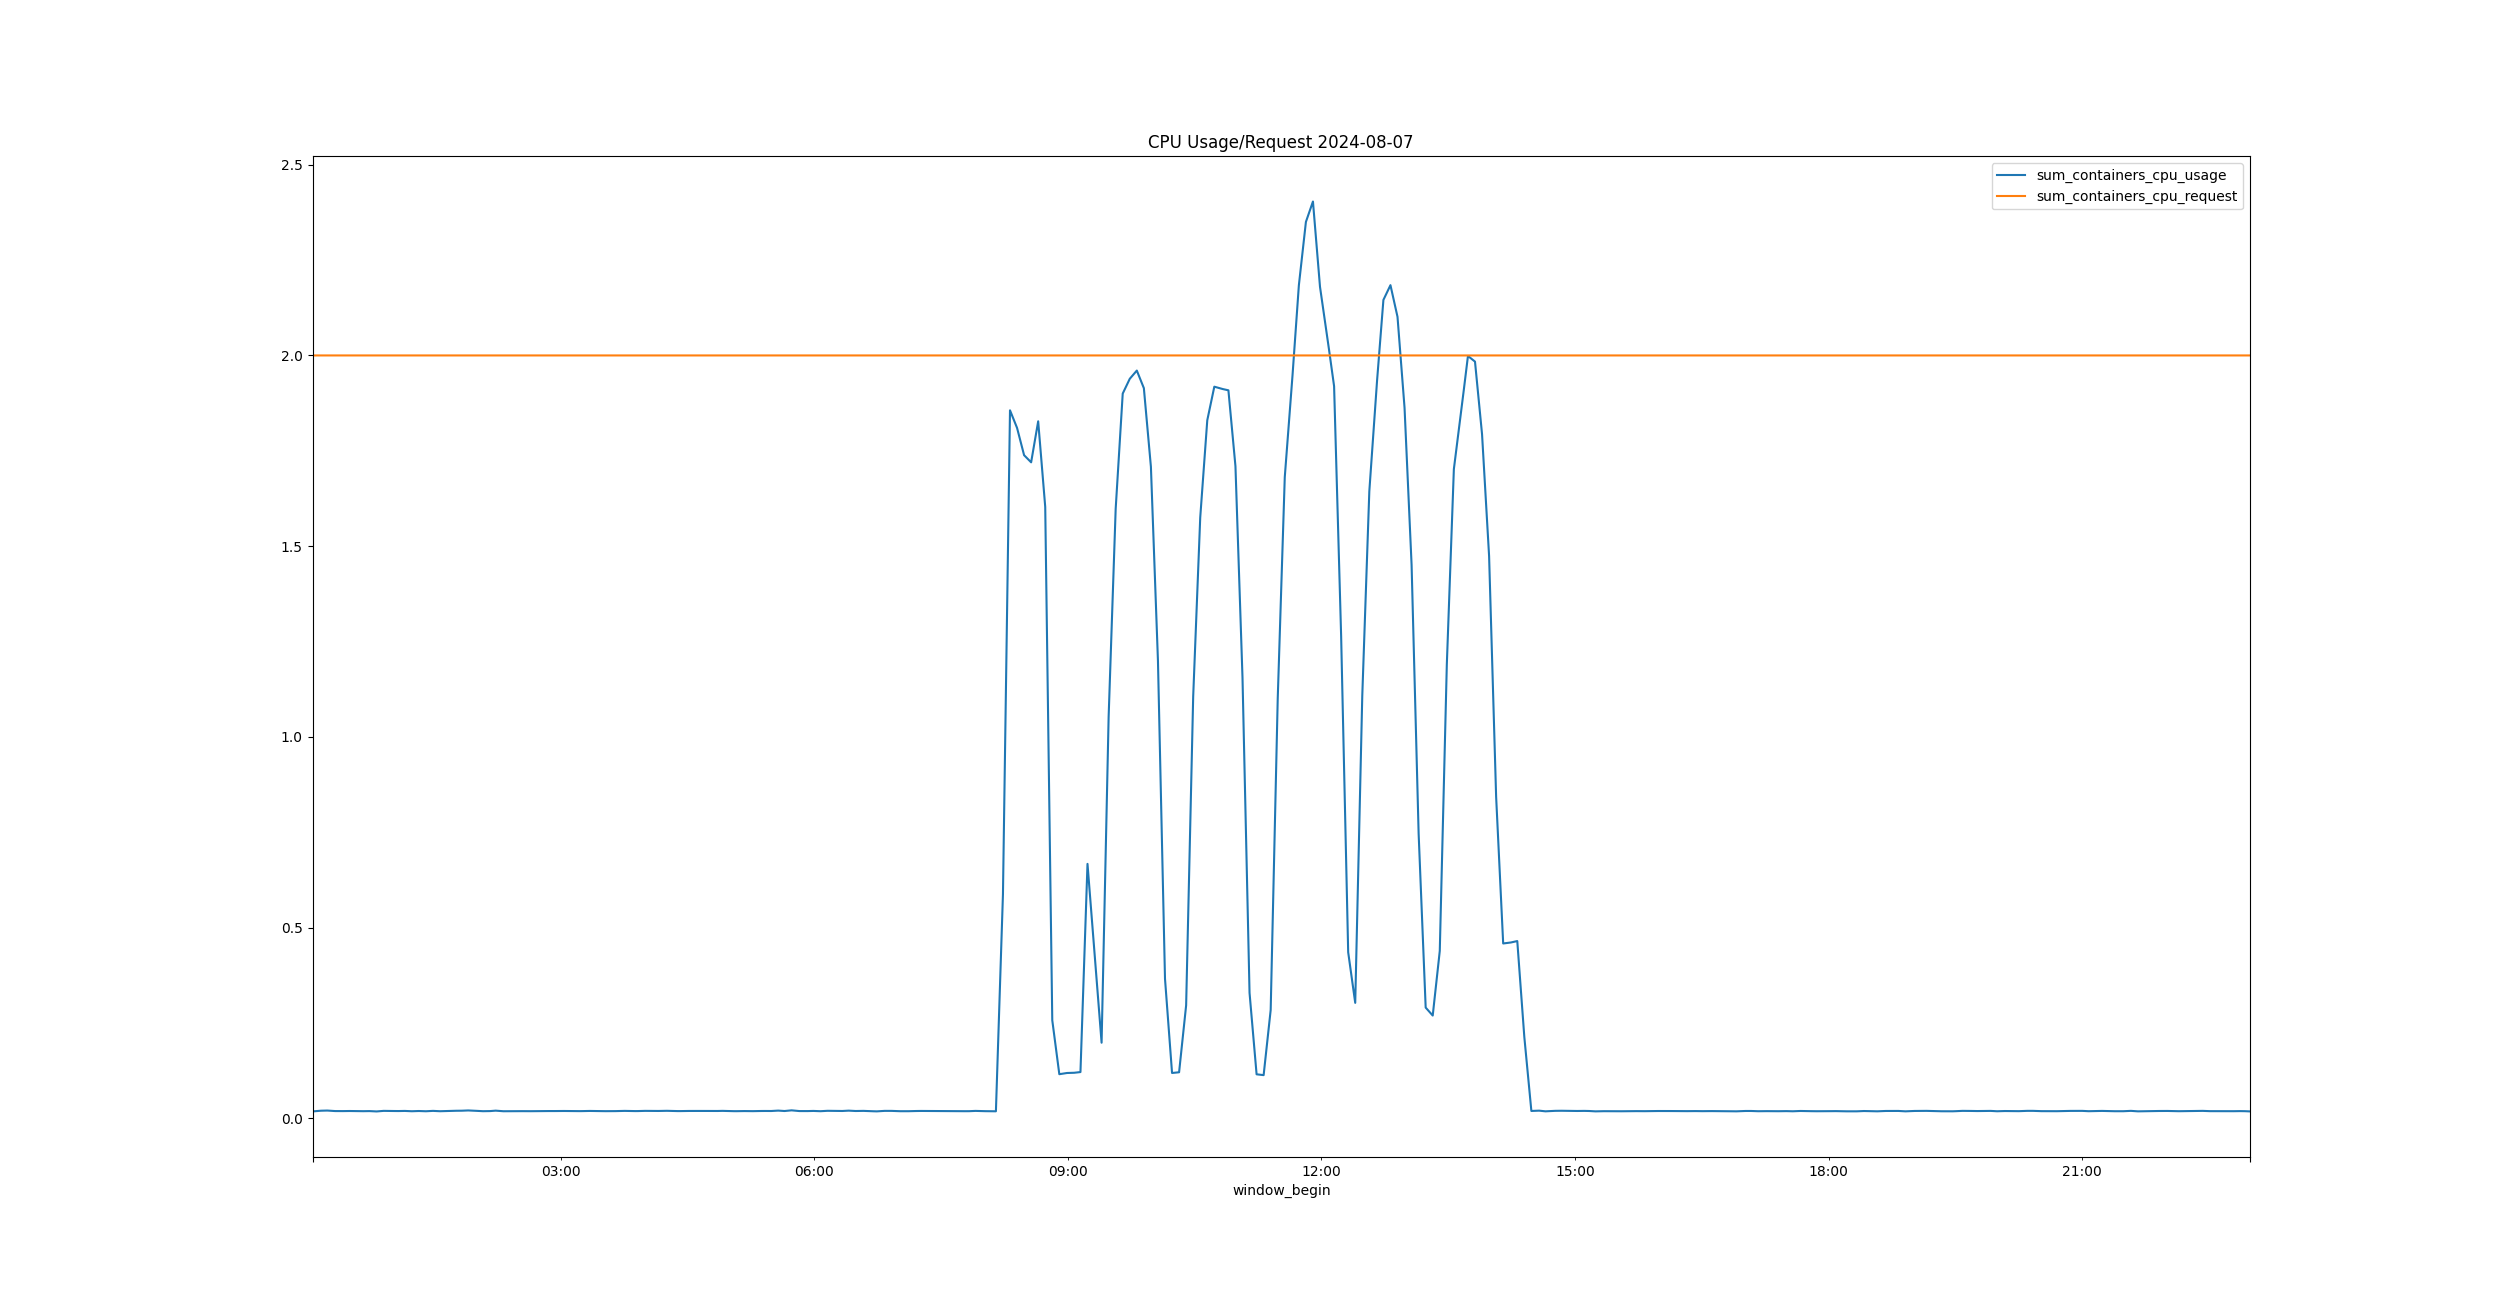 CPU Usage/Request 2024-08-07
sum_containers_cpu_usage
sum_containers_cpu_request
2.5
2.0
1.5
1.0
0.5
0.0
03:00 06:00 09:00 12:00 15:00 18:00 21:00
window_begin